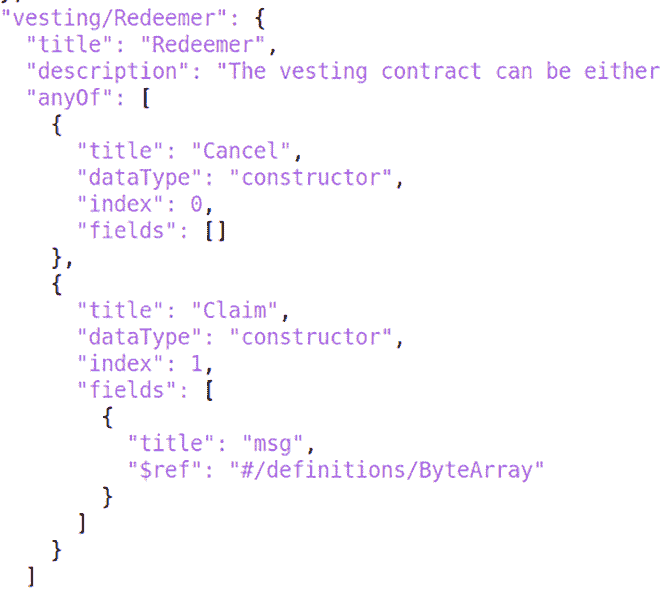 "vesting/Redeemer": {
"title": "Redeemer",
"description": "The vesting contract can be either
"anyOf": [
{
"title": "Cancel",
"dataType": "constructor",
"index": 0,
"fields": []
},
{
"title": "Claim",
"dataType": "constructor",
"index": 1,
"fields": [
{
"title": "msg",
"$ref": "#/definitions/ByteArray"
}
]
}
]